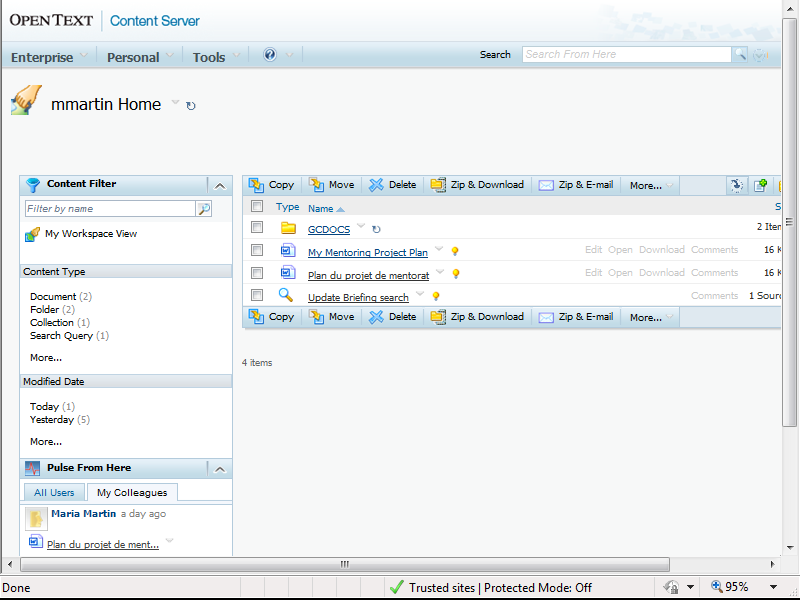 OPENTEXT Content Server
Enterprise Personal Tools Search Search From Here
mmartin Home
Content Filter
Filter by name
My Workspace View
Content Type
Document (2)
Folder (2)
Collection (1)
Search Query (1)
More...
Modified Date
Today (1)
Yesterday (5)
More...
Pulse From Here
All Users My Colleagues
Maria Martin a day ago
Plan du projet de ment...
Copy Move Delete Zip & Download Zip & E-mail More...
Type Name S
GCDOCS 2 Item
My Mentoring Project Plan Edit Open Download Comments 16 K
Plan du projet de mentorat Edit Open Download Comments 16 K
Update Briefing search Comments 1 Sourc
Copy Move Delete Zip & Download Zip & E-mail More...
4 items
Done Trusted sites | Protected Mode: Off 95%